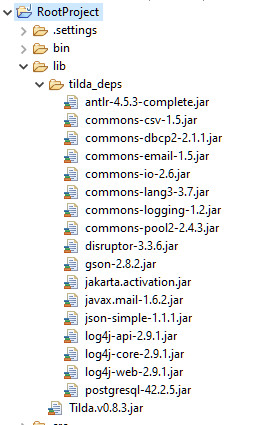 RootProject
.settings
bin
lib
tilda_deps
antlr-4.5.3-complete.jar
commons-csv-1.5.jar
commons-dbcp2-2.1.1.jar
commons-email-1.5.jar
commons-io-2.6.jar
commons-lang3-3.7.jar
commons-logging-1.2.jar
commons-pool2-2.4.3.jar
disruptor-3.3.6.jar
gson-2.8.2.jar
jakarta.activation.jar
javax.mail-1.6.2.jar
json-simple-1.1.1.jar
log4j-api-2.9.1.jar
log4j-core-2.9.1.jar
log4j-web-2.9.1.jar
postgresql-42.2.5.jar
Tilda.v0.8.3.jar